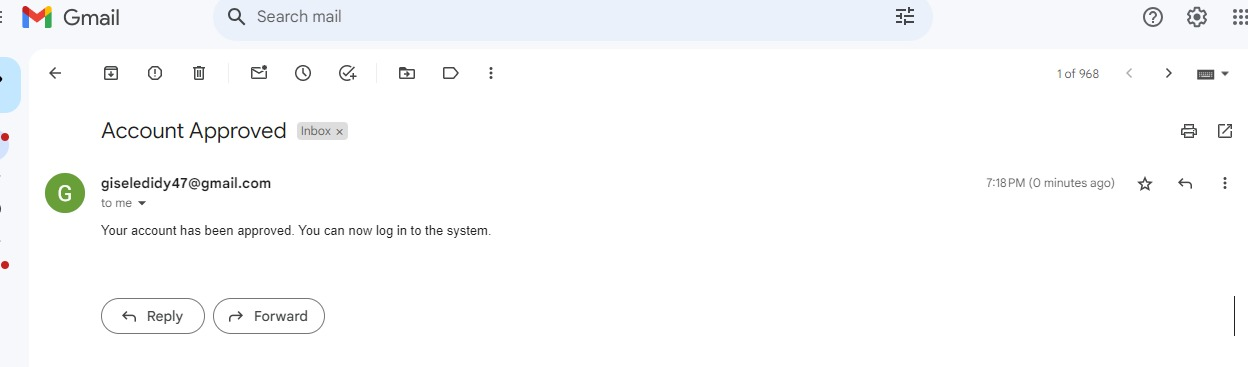 Gmail
Search mail
1 of 968
Account Approved Inbox ×
G
giseledidy47@gmail.com
7:18 PM (0 minutes ago)
to me
Your account has been approved. You can now log in to the system.
Reply Forward